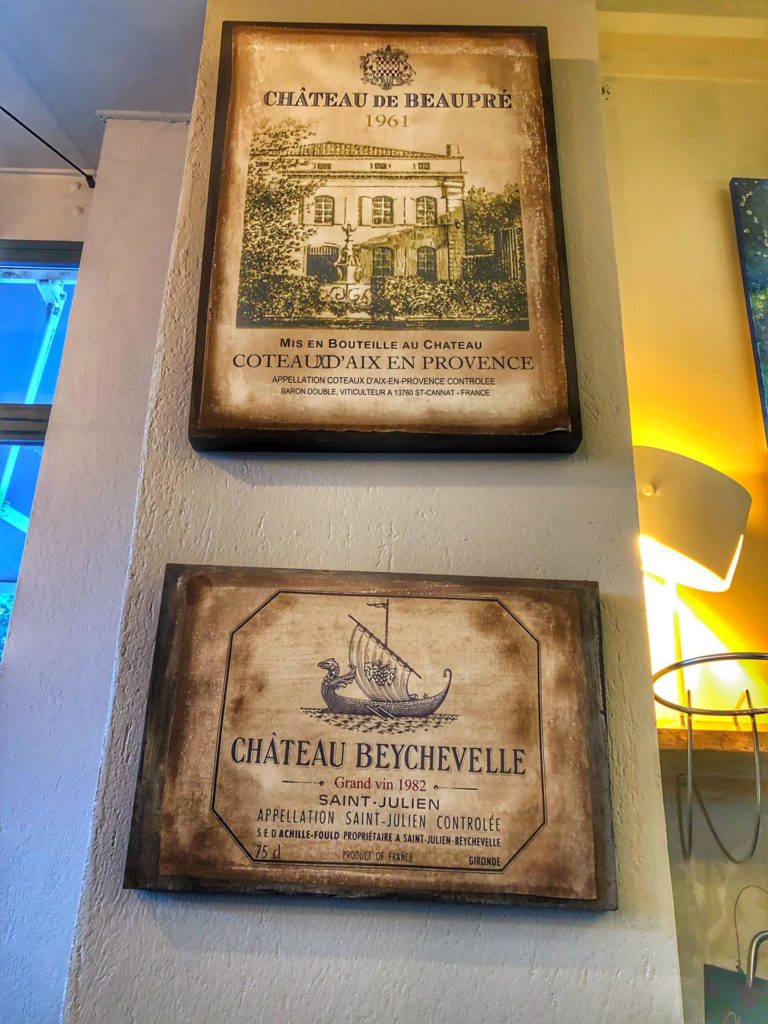 CHÂTEAU DE BEAUPRÉ
1961
MIS EN BOUTEILLE AU CHATEAU
COTEAUX D'AIX EN PROVENCE
APPELLATION COTEAUX D'AIX-EN-PROVENCE CONTROLEE
BARON DOUBLE, VITICULTEUR A 13760 ST-CANNAT - FRANCE
CHÂTEAU BEYCHEVELLE
Grand vin 1982
SAINT-JULIEN
APPELLATION SAINT-JULIEN CONTROLÉE
S E D ACHILLE-FOULD PROPRIÉTAIRE A SAINT-JULIEN-BEYCHEVELLE
75 cl PRODUCT OF FRANCE GIRONDE